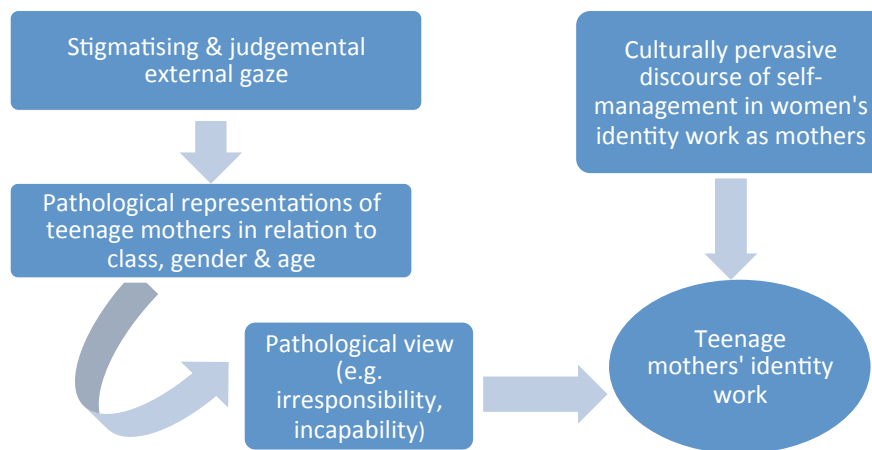 Stigmatising & judgemental
external gaze
Culturally pervasive
discourse of self-
management in women's
identity work as mothers
Pathological representations of
teenage mothers in relation to
class, gender & age
Pathological view
(e.g.
irresponsibility,
incapability)
Teenage
mothers' identity
work